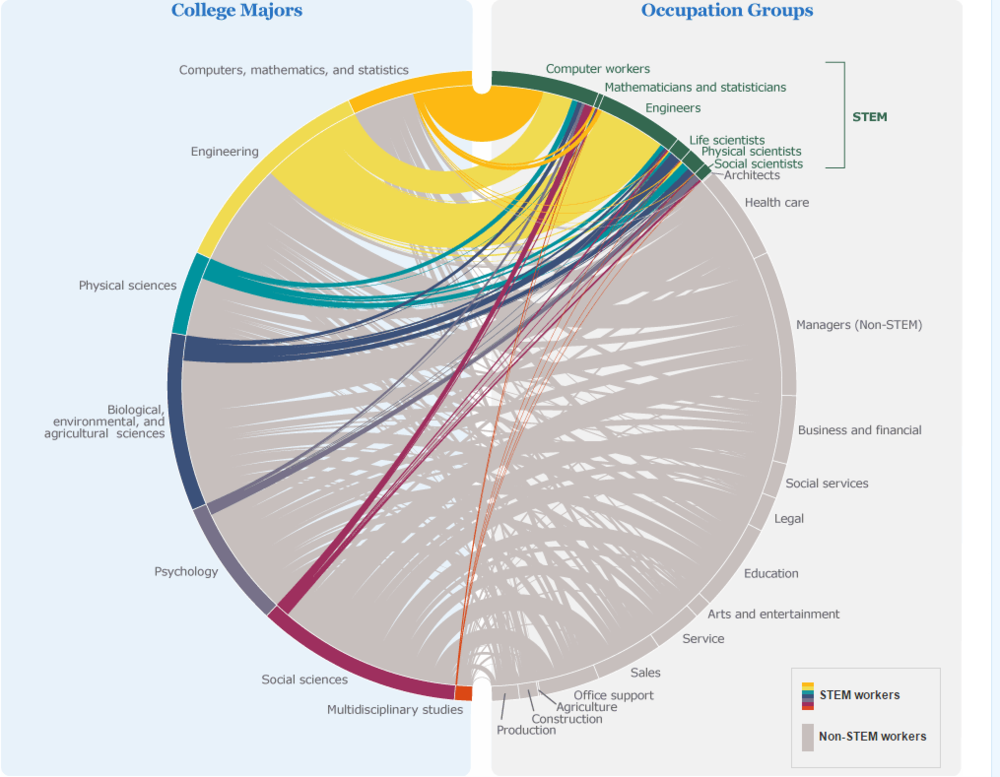 College Majors
Occupation Groups
Computers, mathematics, and statistics
Engineering
Physical sciences
Biological,
environmental, and
agricultural sciences
Psychology
Social sciences
Multidisciplinary studies
Computer workers
Mathematicians and statisticians
Engineers
Life scientists
Physical scientists
Social scientists
STEM
Architects
Health care
Managers (Non-STEM)
Business and financial
Social services
Legal
Education
Arts and entertainment
Service
Sales
Office support
Agriculture
Construction
Production
STEM workers
Non-STEM workers